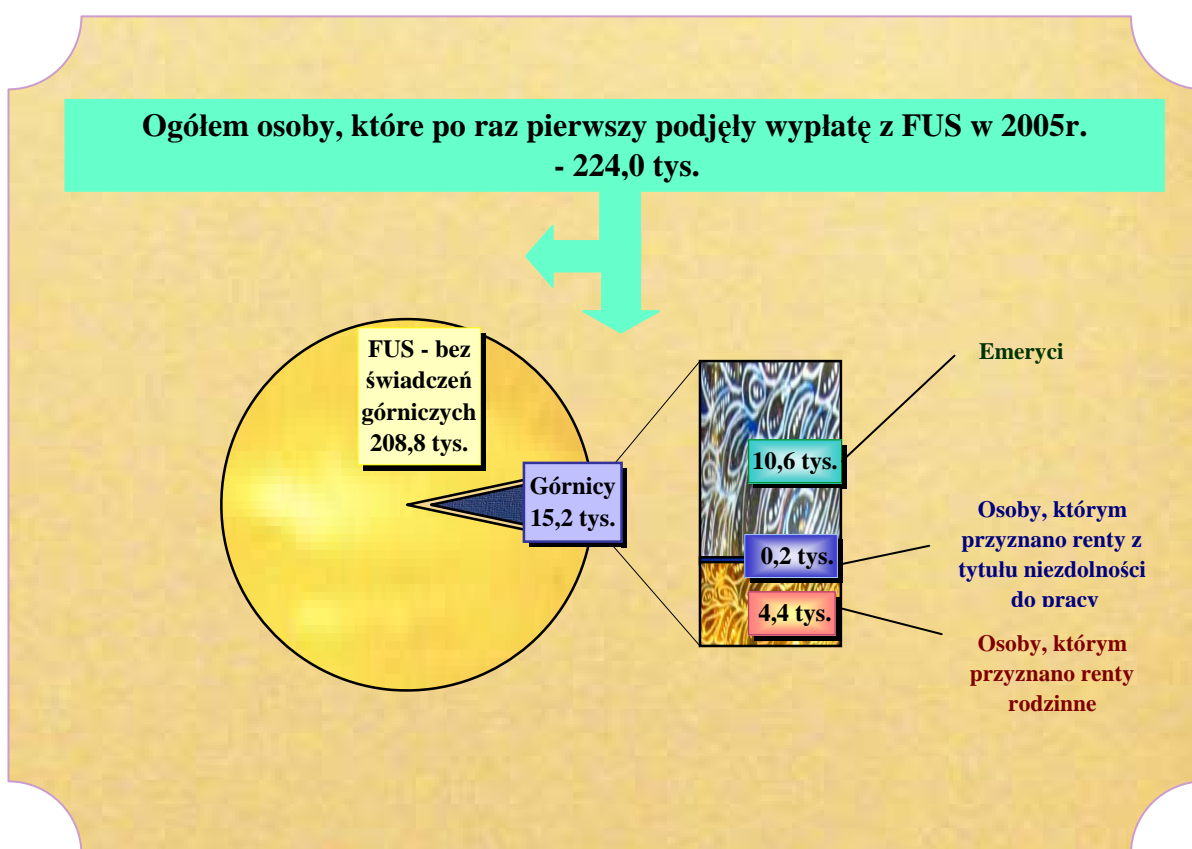 Ogółem osoby, które po raz pierwszy podjęły wypłatę z FUS w 2005r.
- 224,0 tys.
FUS - bez
świadczeń
górniczych
208,8 tys.
Górnicy
15,2 tys.
10,6 tys.
0,2 tys.
4,4 tys.
Emeryci
Osoby, którym
przyznano renty z
tytułu niezdolności
do pracy
Osoby, którym
przyznano renty
rodzinne